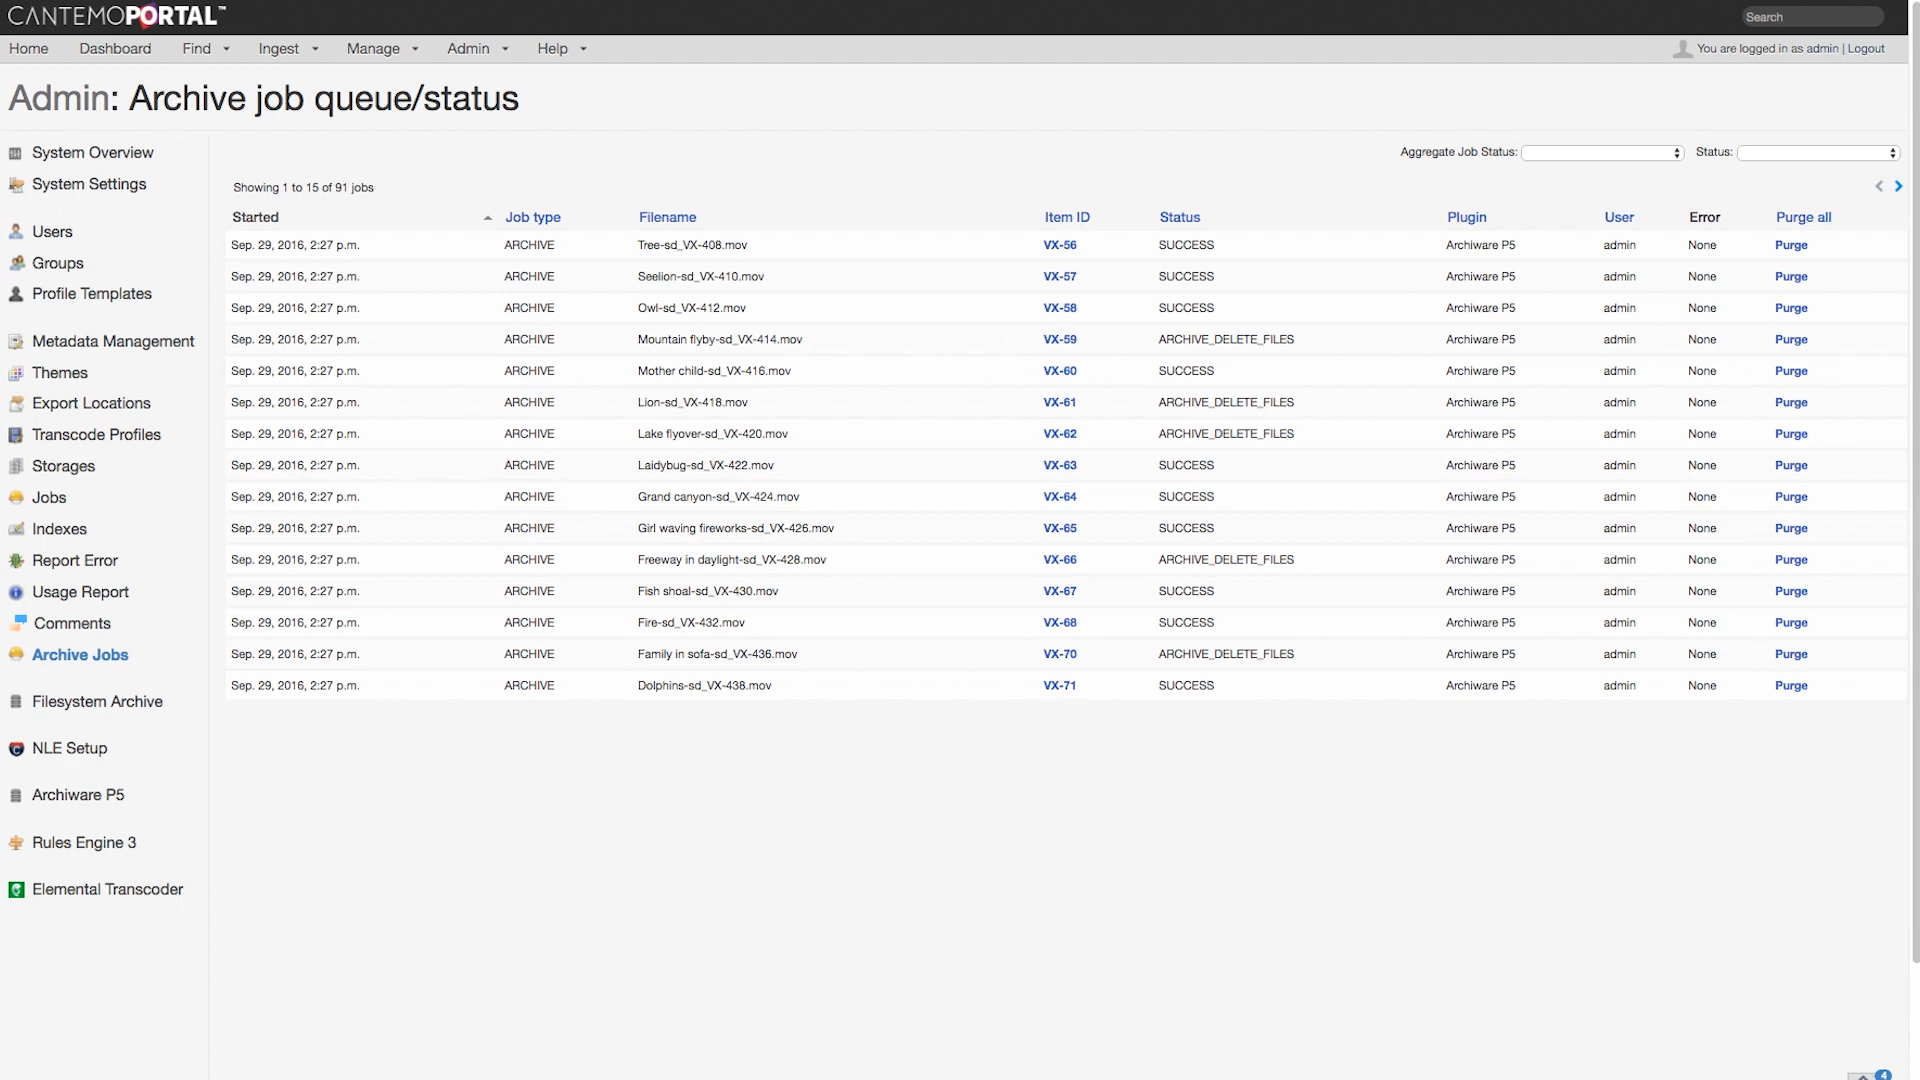 CANTEMOPORTAL™
Search
Home Dashboard Find Ingest Manage Admin Help You are logged in as admin | Logout
Admin: Archive job queue/status
System Overview
System Settings
Users
Groups
Profile Templates
Metadata Management
Themes
Export Locations
Transcode Profiles
Storages
Jobs
Indexes
Report Error
Usage Report
Comments
Archive Jobs
Filesystem Archive
NLE Setup
Archiware P5
Rules Engine 3
Elemental Transcoder
Aggregate Job Status: Status:
Showing 1 to 15 of 91 jobs
Started Job type Filename Item ID Status Plugin User Error Purge all
Sep. 29, 2016, 2:27 p.m. ARCHIVE Tree-sd_VX-408.mov VX-56 SUCCESS Archiware P5 admin None Purge
Sep. 29, 2016, 2:27 p.m. ARCHIVE Seelion-sd_VX-410.mov VX-57 SUCCESS Archiware P5 admin None Purge
Sep. 29, 2016, 2:27 p.m. ARCHIVE Owl-sd_VX-412.mov VX-58 SUCCESS Archiware P5 admin None Purge
Sep. 29, 2016, 2:27 p.m. ARCHIVE Mountain flyby-sd_VX-414.mov VX-59 ARCHIVE_DELETE_FILES Archiware P5 admin None Purge
Sep. 29, 2016, 2:27 p.m. ARCHIVE Mother child-sd_VX-416.mov VX-60 SUCCESS Archiware P5 admin None Purge
Sep. 29, 2016, 2:27 p.m. ARCHIVE Lion-sd_VX-418.mov VX-61 ARCHIVE_DELETE_FILES Archiware P5 admin None Purge
Sep. 29, 2016, 2:27 p.m. ARCHIVE Lake flyover-sd_VX-420.mov VX-62 ARCHIVE_DELETE_FILES Archiware P5 admin None Purge
Sep. 29, 2016, 2:27 p.m. ARCHIVE Laidybug-sd_VX-422.mov VX-63 SUCCESS Archiware P5 admin None Purge
Sep. 29, 2016, 2:27 p.m. ARCHIVE Grand canyon-sd_VX-424.mov VX-64 SUCCESS Archiware P5 admin None Purge
Sep. 29, 2016, 2:27 p.m. ARCHIVE Girl waving fireworks-sd_VX-426.mov VX-65 SUCCESS Archiware P5 admin None Purge
Sep. 29, 2016, 2:27 p.m. ARCHIVE Freeway in daylight-sd_VX-428.mov VX-66 ARCHIVE_DELETE_FILES Archiware P5 admin None Purge
Sep. 29, 2016, 2:27 p.m. ARCHIVE Fish shoal-sd_VX-430.mov VX-67 SUCCESS Archiware P5 admin None Purge
Sep. 29, 2016, 2:27 p.m. ARCHIVE Fire-sd_VX-432.mov VX-68 SUCCESS Archiware P5 admin None Purge
Sep. 29, 2016, 2:27 p.m. ARCHIVE Family in sofa-sd_VX-436.mov VX-70 ARCHIVE_DELETE_FILES Archiware P5 admin None Purge
Sep. 29, 2016, 2:27 p.m. ARCHIVE Dolphins-sd_VX-438.mov VX-71 SUCCESS Archiware P5 admin None Purge
4